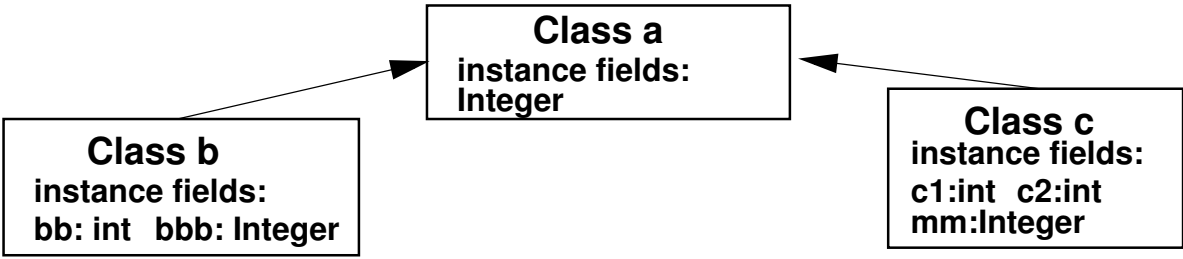 Class a
instance fields:
Integer
Class b
instance fields:
bb: int bbb: Integer
Class c
instance fields:
c1:int c2:int
mm:Integer